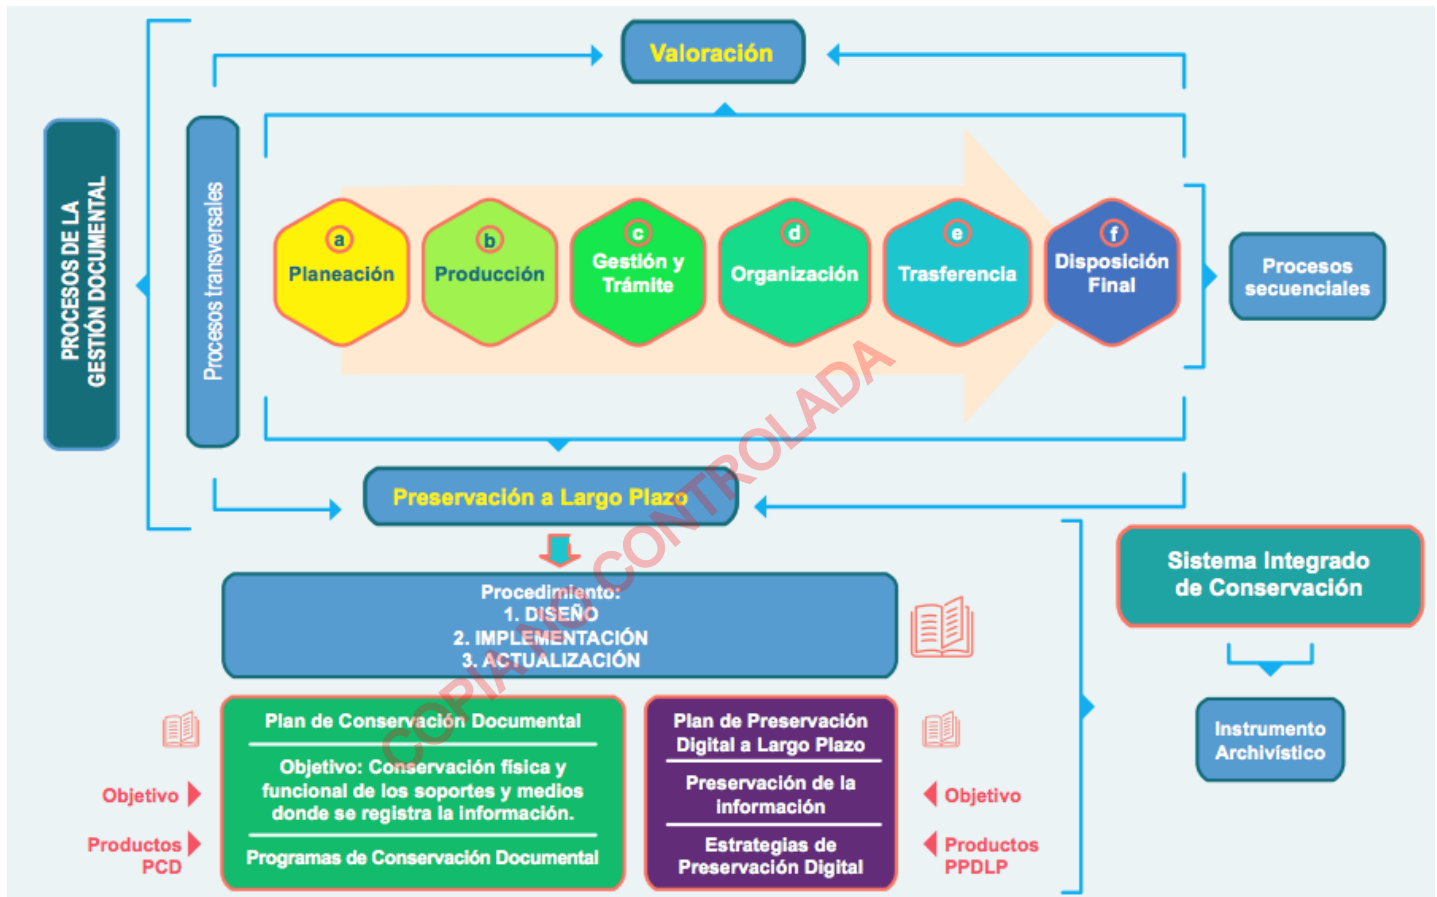 Valoración
PROCESOS DE LA
GESTIÓN DOCUMENTAL
Procesos transversales
a
Planeación
b
Producción
c
Gestión y
Trámite
d
Organización
e
Trasferencia
f
Disposición
Final
Procesos
secuenciales
Preservación a Largo Plazo
Procedimiento:
1. DISEÑO
2. IMPLEMENTACIÓN
3. ACTUALIZACIÓN
Sistema Integrado
de Conservación
Instrumento
Archivístico
Plan de Conservación Documental
Objetivo: Conservación física y
funcional de los soportes y medios
donde se registra la información.
Programas de Conservación Documental
Objetivo
Productos
PCD
Plan de Preservación
Digital a Largo Plazo
Preservación de la
información
Estrategias de
Preservación Digital
Objetivo
Productos
PPDLP
COPIA NO CONTROLADA